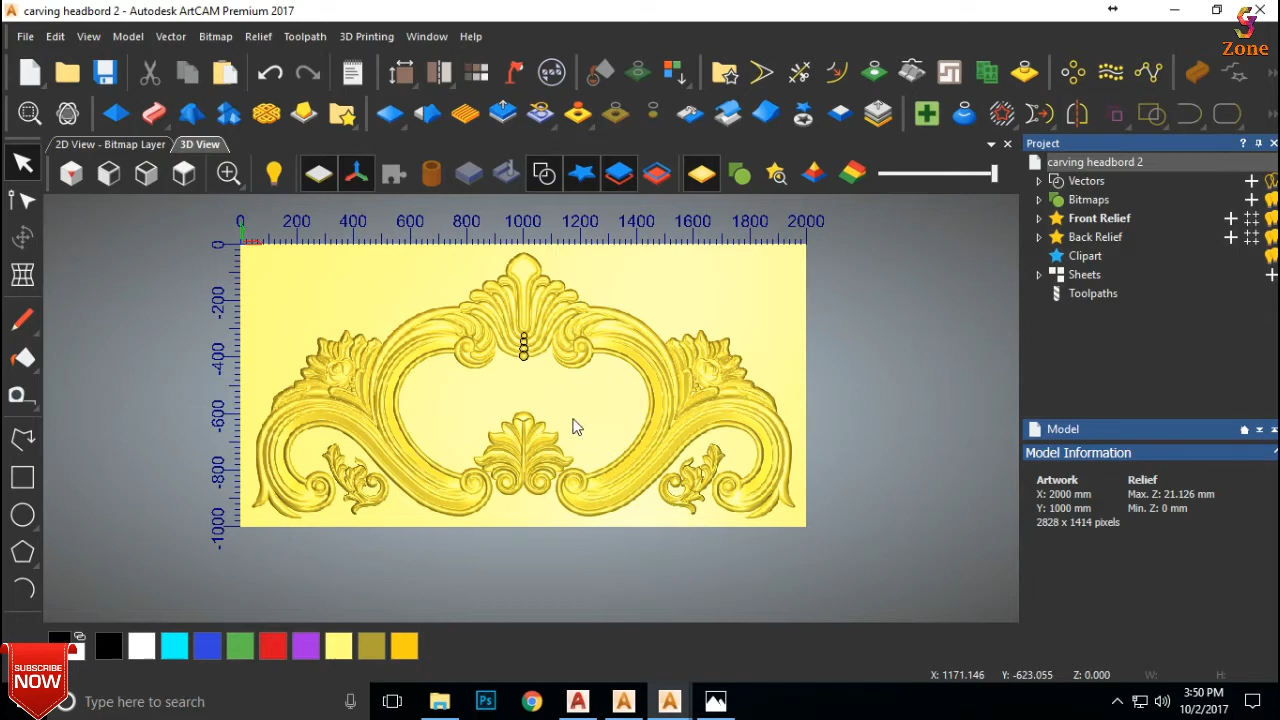 carving headbord 2 - Autodesk ArtCAM Premium 2017
G
Zone
File Edit View Model Vector Bitmap Relief Toolpath 3D Printing Window Help
2D View - Bitmap Layer 3D View
Project
carving headbord 2
Vectors
Bitmaps
Front Relief
Back Relief
Clipart
Sheets
Toolpaths
0 200 400 600 800 1000 1200 1400 1600 1800 2000
0
-200
-400
-600
-800
-1000
Model
Model Information
Artwork Relief
X: 2000 mm Max. Z: 21.126 mm
Y: 1000 mm Min. Z: 0 mm
2828 x 1414 pixels
X: 1171.146 Y: -623.055 Z: 0.000 W: H:
SUBSCRIBE
NOW
Type here to search
Ps
3:50 PM
10/2/2017